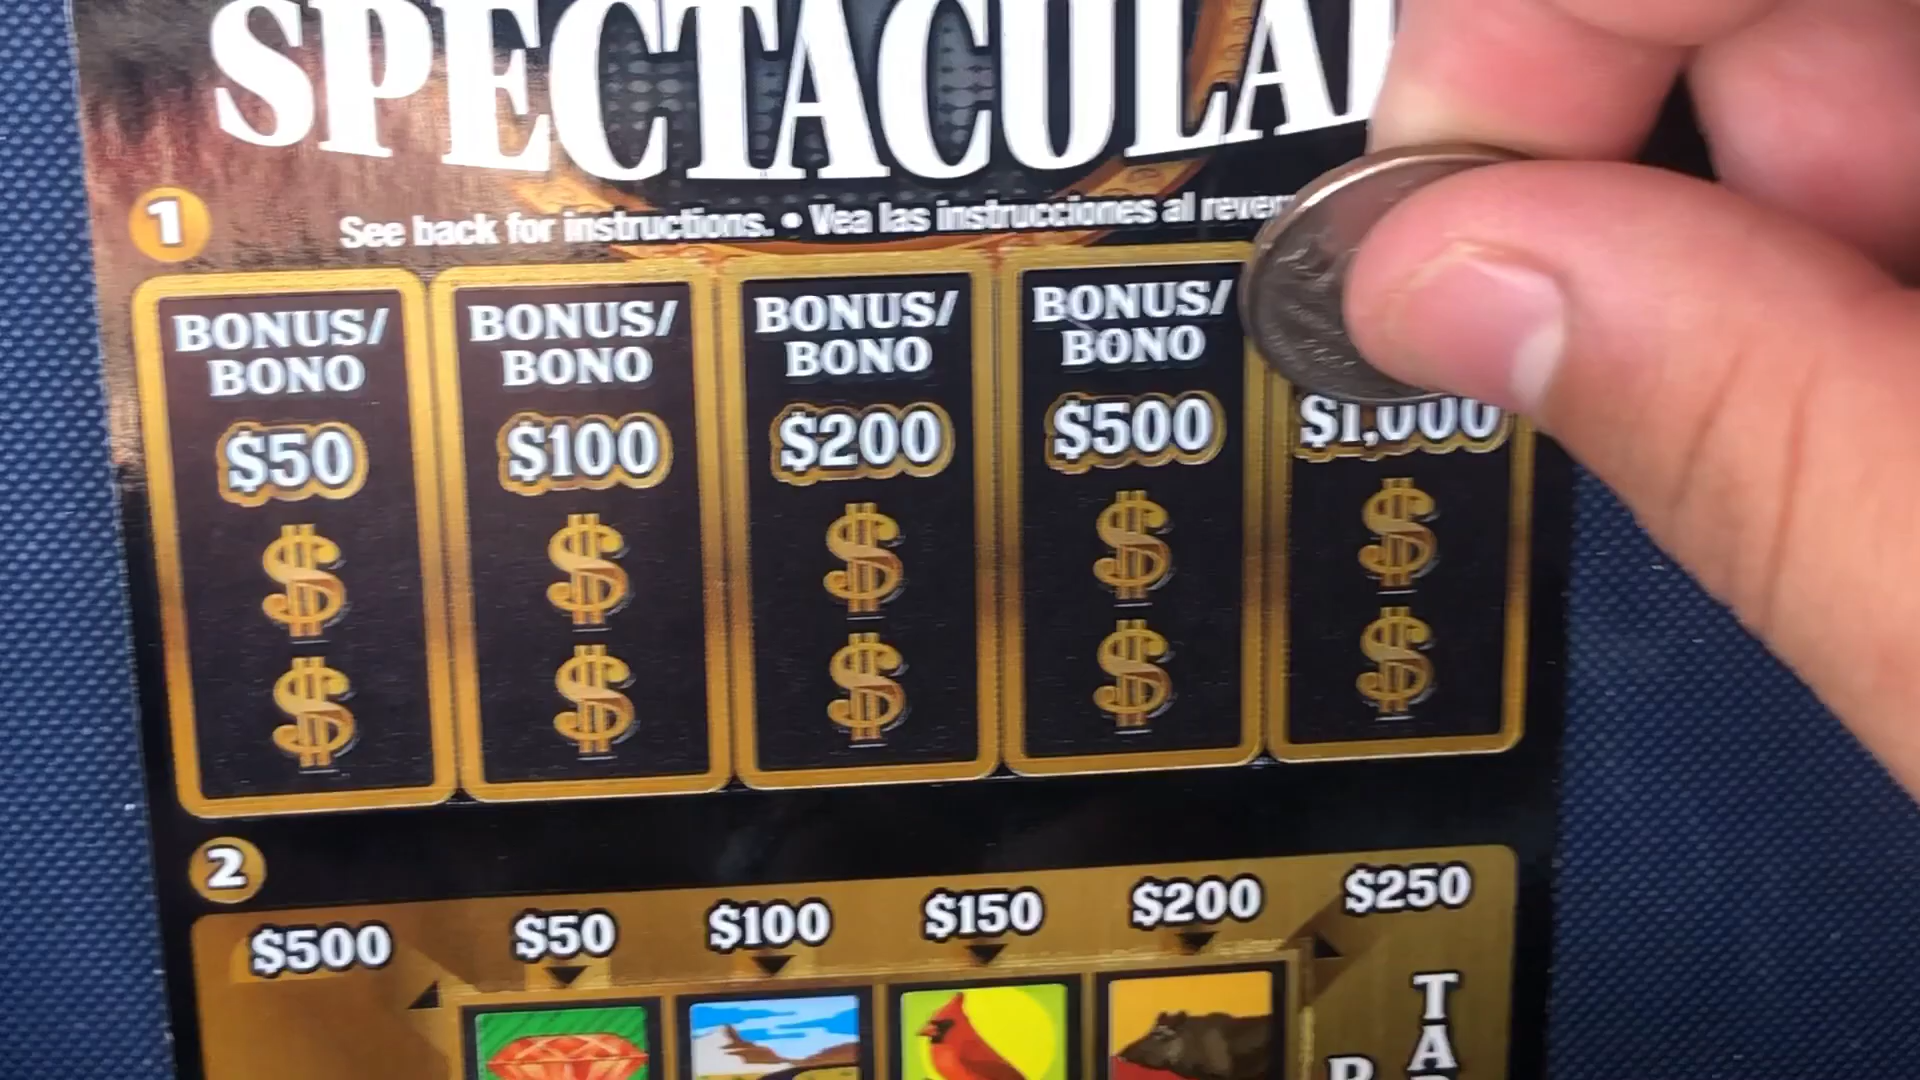 SPECTACULA
1
See back for instructions. • Vea las instrucciones al
BONUS/
BONO
$50
$
$
BONUS/
BONO
$100
$
$
BONUS/
BONO
$200
$
$
BONUS/
BONO
$500
$
$
$1,000
$
$
2
$500 $50 $100 $150 $200 $250